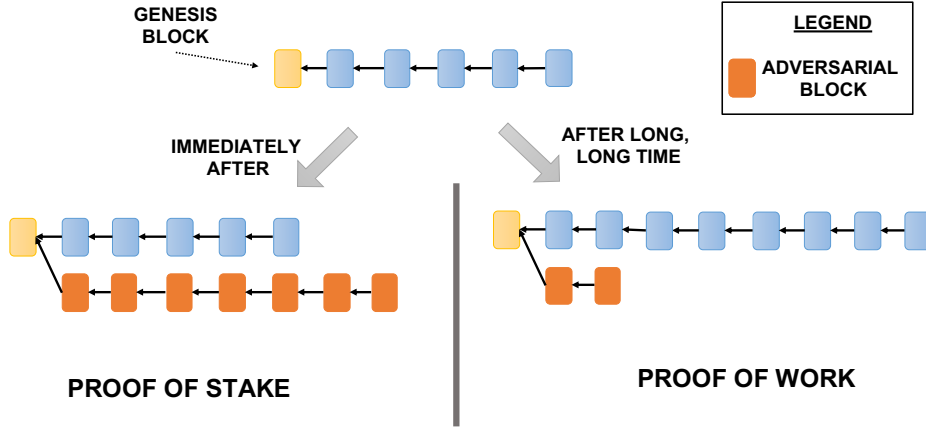 GENESIS
BLOCK
LEGEND
ADVERSARIAL
BLOCK
IMMEDIATELY
AFTER
AFTER LONG,
LONG TIME
PROOF OF STAKE
PROOF OF WORK